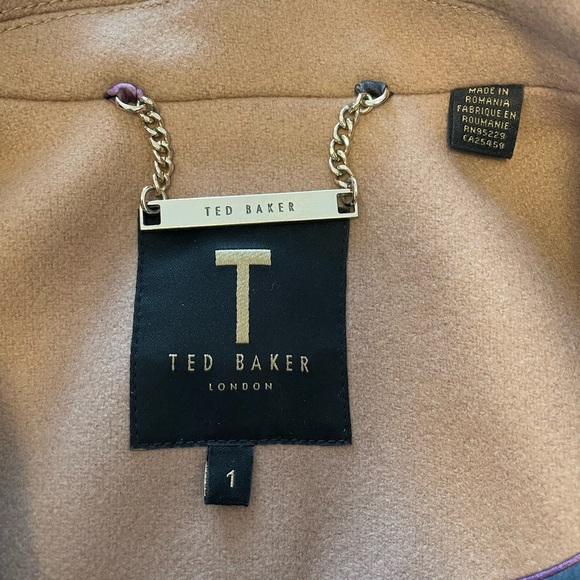 MADE IN
ROMANIA
FABRIQUE EN
ROUMANIE
RN95229
CA25459
TED BAKER
T
TED BAKER
LONDON
1